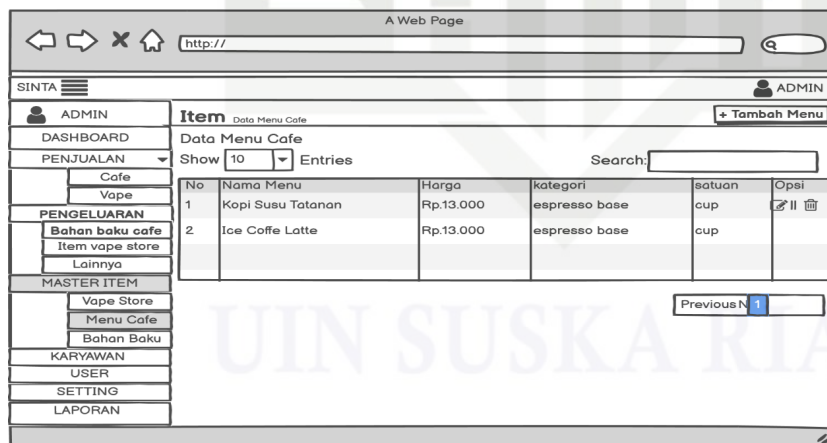 A Web Page
http://
SINTA ADMIN
ADMIN
DASHBOARD
PENJUALAN
Cafe
Vape
PENGELUARAN
Bahan baku cafe
Item vape store
Lainnya
MASTER ITEM
Vape Store
Menu Cafe
Bahan Baku
KARYAWAN
USER
SETTING
LAPORAN
Item Data Menu Cafe + Tambah Menu
Data Menu Cafe
Show 10 Entries Search:
No Nama Menu Harga kategori satuan Opsi
1 Kopi Susu Tatanan Rp.13.000 espresso base cup
2 Ice Coffe Latte Rp.13.000 espresso base cup
Previous N 1
UIN SUSKA RIA